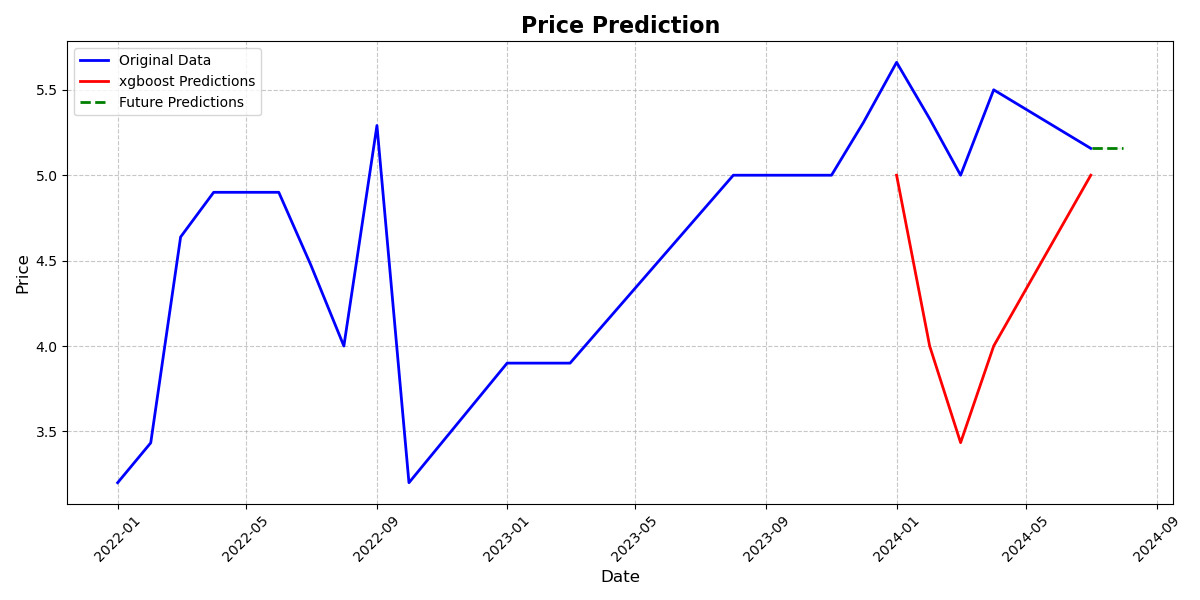 Price Prediction
Original Data
xgboost Predictions
Future Predictions
Price
5.5
5.0
4.5
4.0
3.5
2022-01
2022-05
2022-09
2023-01
2023-05
2023-09
2024-01
2024-05
2024-09
Date